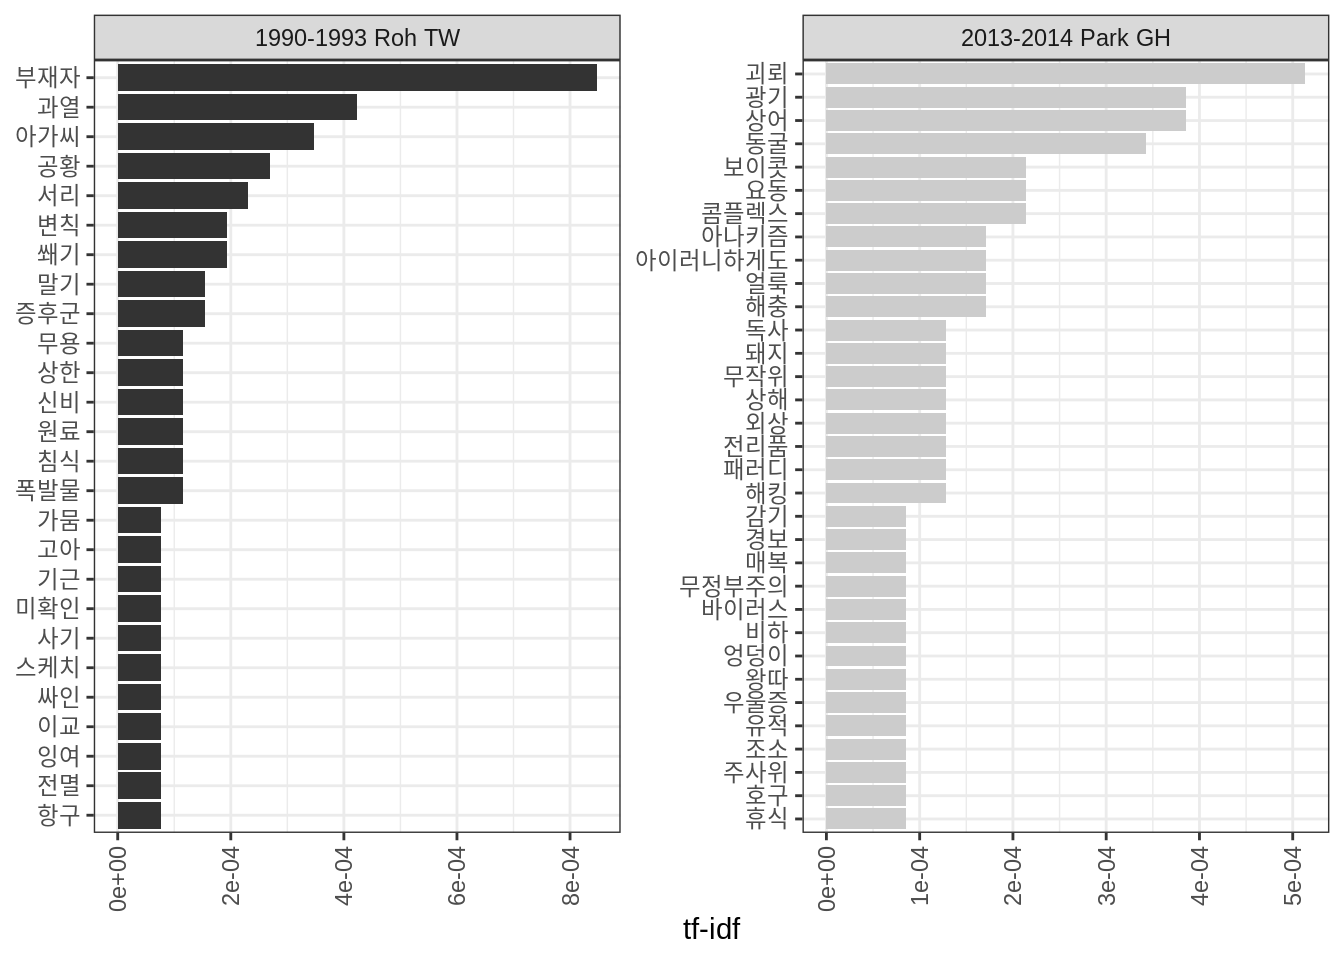 1990-1993 Roh TW
부재자
과열
아가씨
공황
서리
변칙
쐐기
말기
증후군
무용
상한
신비
원료
침식
폭발물
가뭄
고아
기근
미확인
사기
스케치
싸인
이교
잉여
전멸
항구
0e+00
2e-04
4e-04
6e-04
8e-04
2013-2014 Park GH
괴뢰
광기
상어
동굴
보이콧
요동
콤플렉스
아나키즘
아이러니하게도
얼룩
해충
독사
돼지
무작위
상해
외상
전리품
패러디
해킹
감기
경보
매복
무정부주의
바이러스
비하
엉덩이
왕따
우울증
유적
조소
주사위
호구
휴식
0e+00
1e-04
2e-04
3e-04
4e-04
5e-04
tf-idf